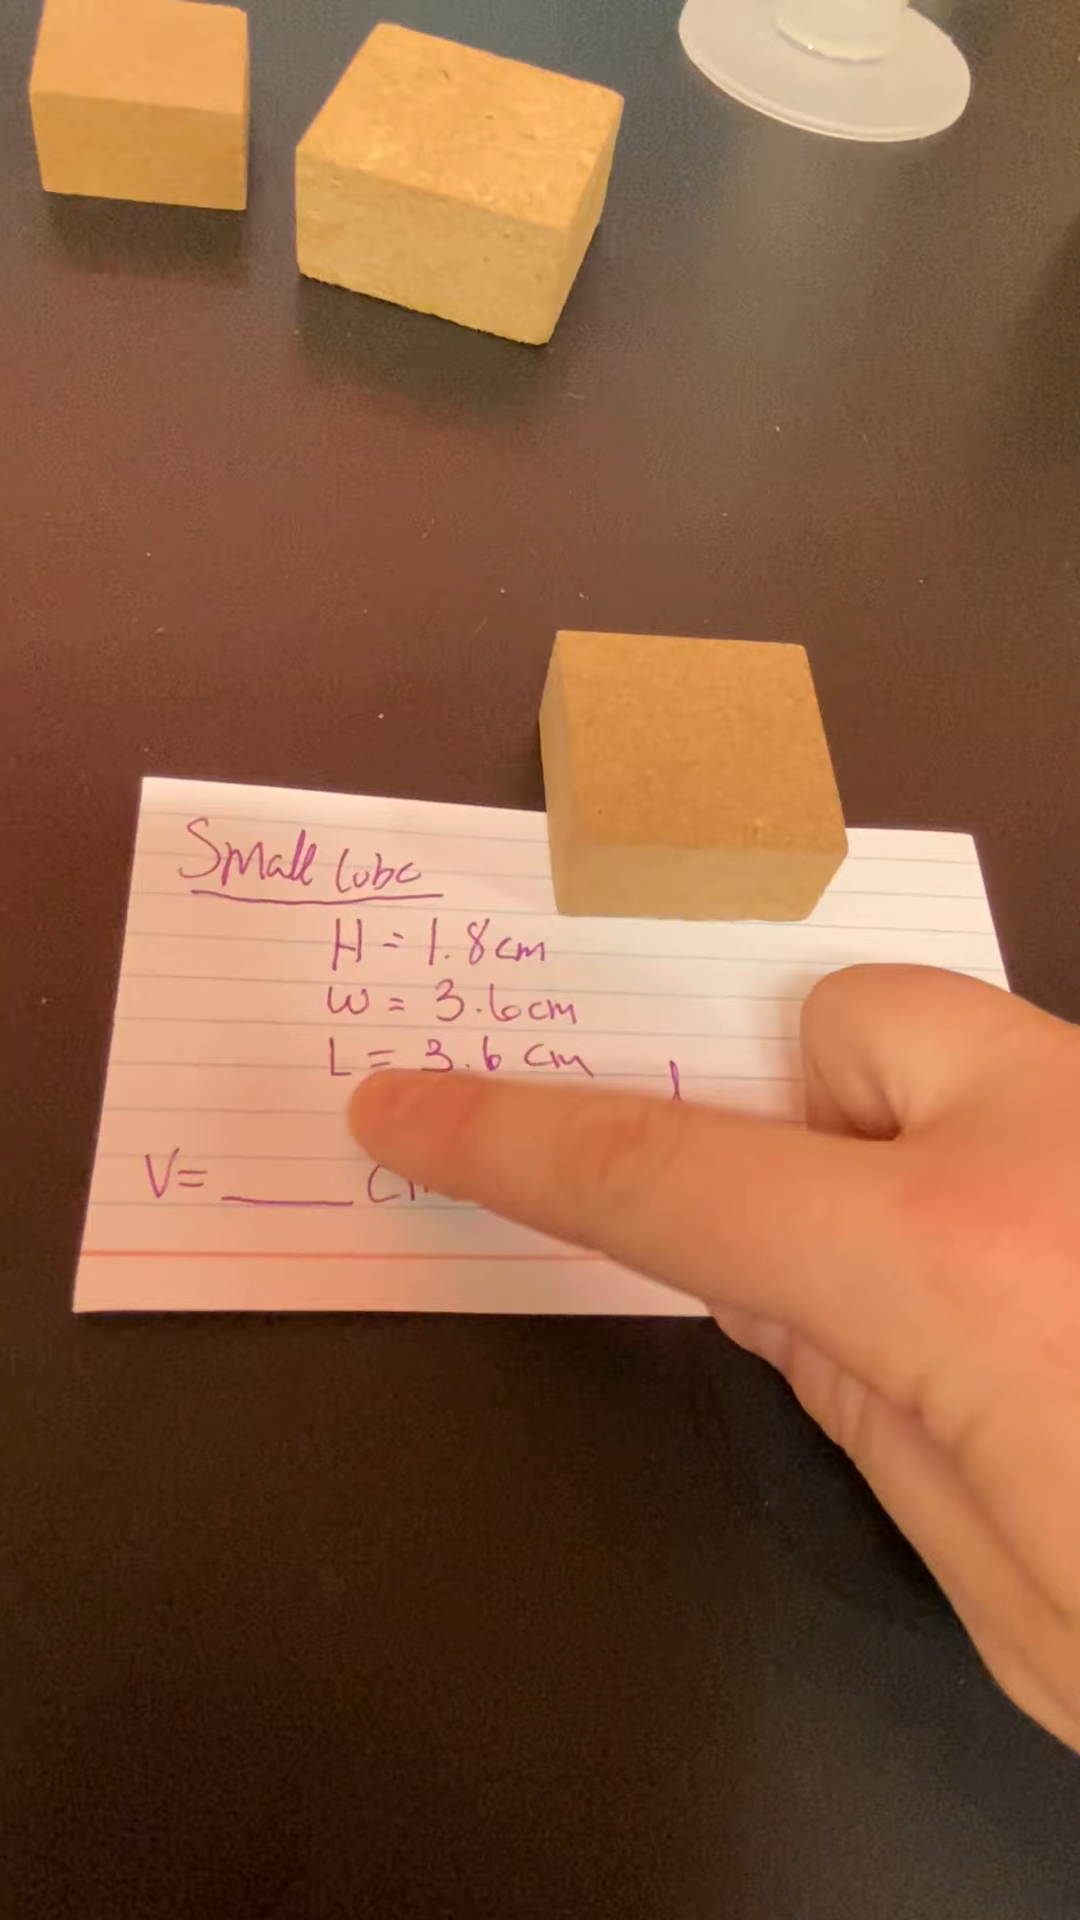 Small Cube
H = 1.8 cm
W = 3.6 cm
L = 3.6 cm
V = ____